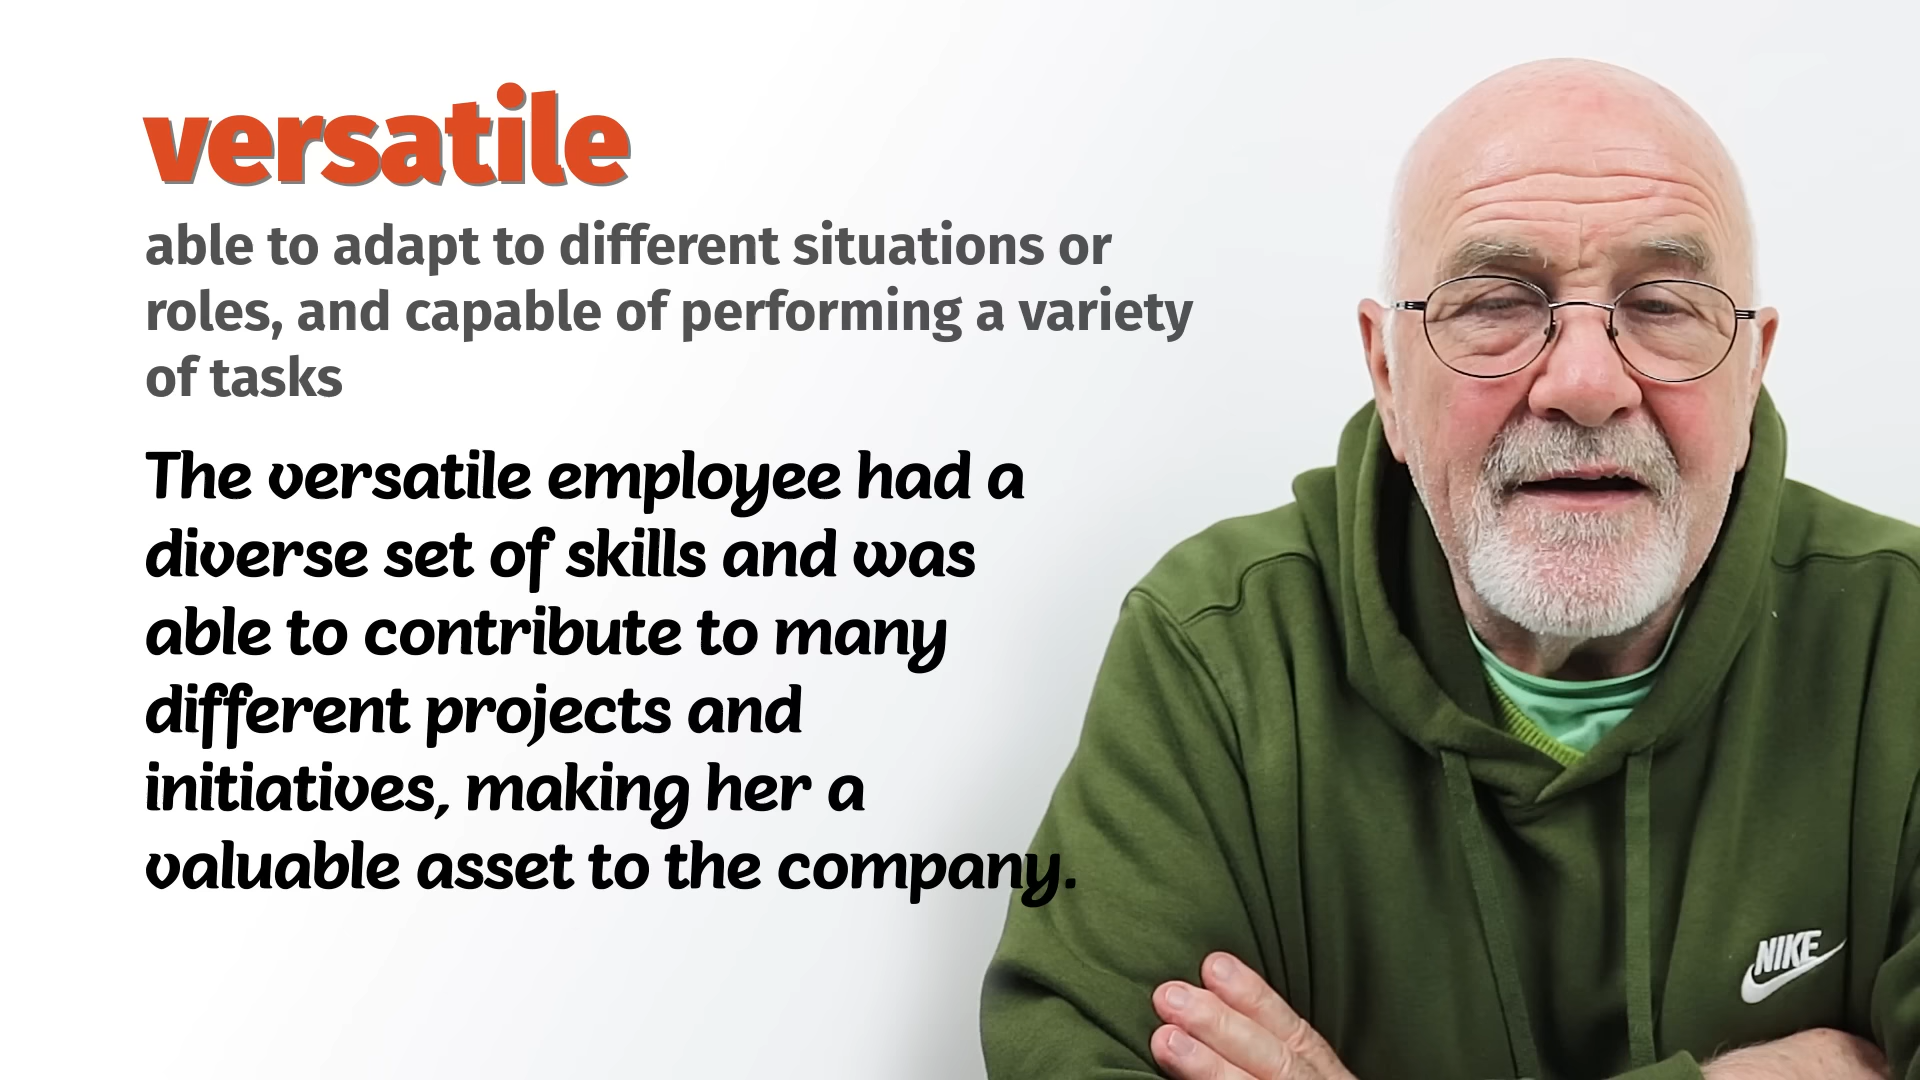 versatile
able to adapt to different situations or
roles, and capable of performing a variety
of tasks
The versatile employee had a
diverse set of skills and was
able to contribute to many
different projects and
initiatives, making her a
valuable asset to the company.
NIKE